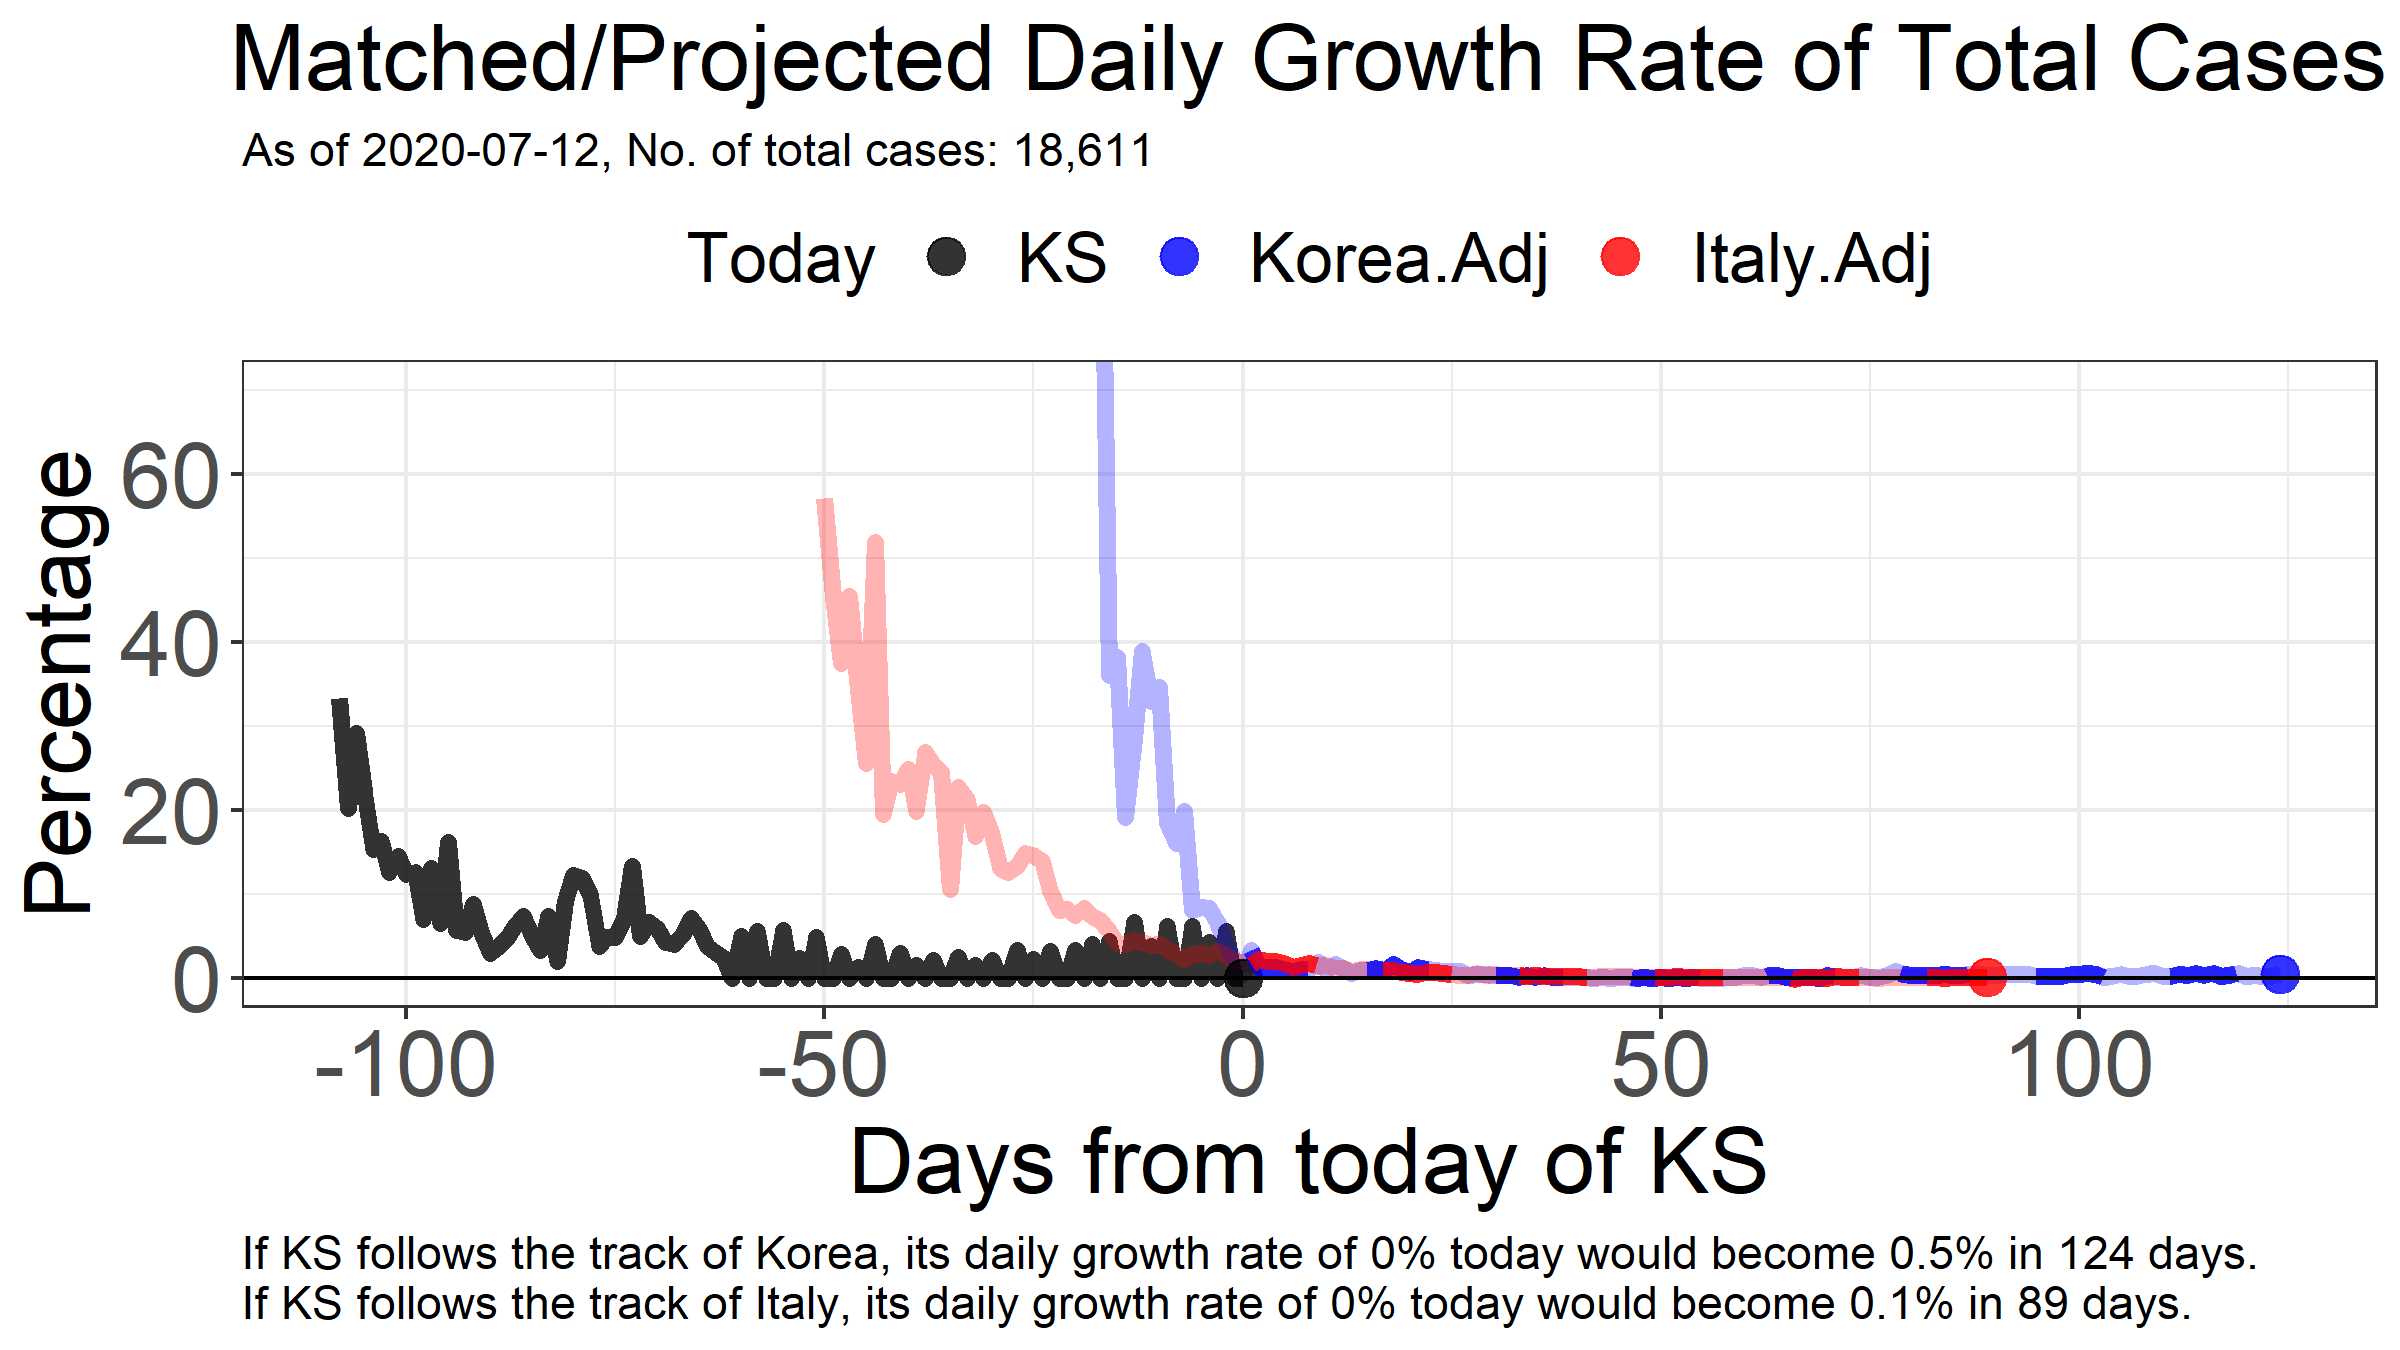 Matched/Projected Daily Growth Rate of Total Cases
As of 2020-07-12, No. of total cases: 18,611
Today KS Korea.Adj Italy.Adj
Percentage
60
40
20
0
-100 -50 0 50 100
Days from today of KS
If KS follows the track of Korea, its daily growth rate of 0% today would become 0.5% in 124 days.
If KS follows the track of Italy, its daily growth rate of 0% today would become 0.1% in 89 days.